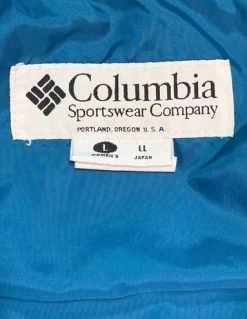 Columbia
Sportswear Company
PORTLAND, OREGON U.S.A.
L LL
WOMEN'S JAPAN